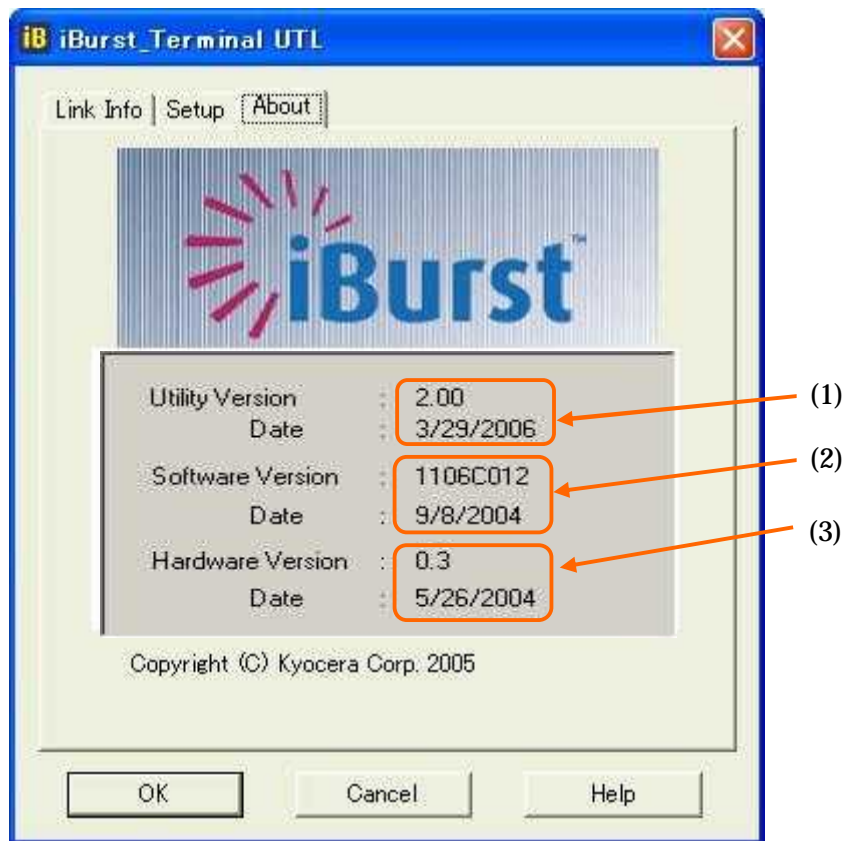 iB iBurst_Terminal UTL
Link Info Setup About
iBurst™
Utility Version : 2.00
Date : 3/29/2006
(1)
Software Version : 1106C012
Date : 9/8/2004
(2)
Hardware Version : 0.3
Date : 5/26/2004
(3)
Copyright (C) Kyocera Corp. 2005
OK Cancel Help